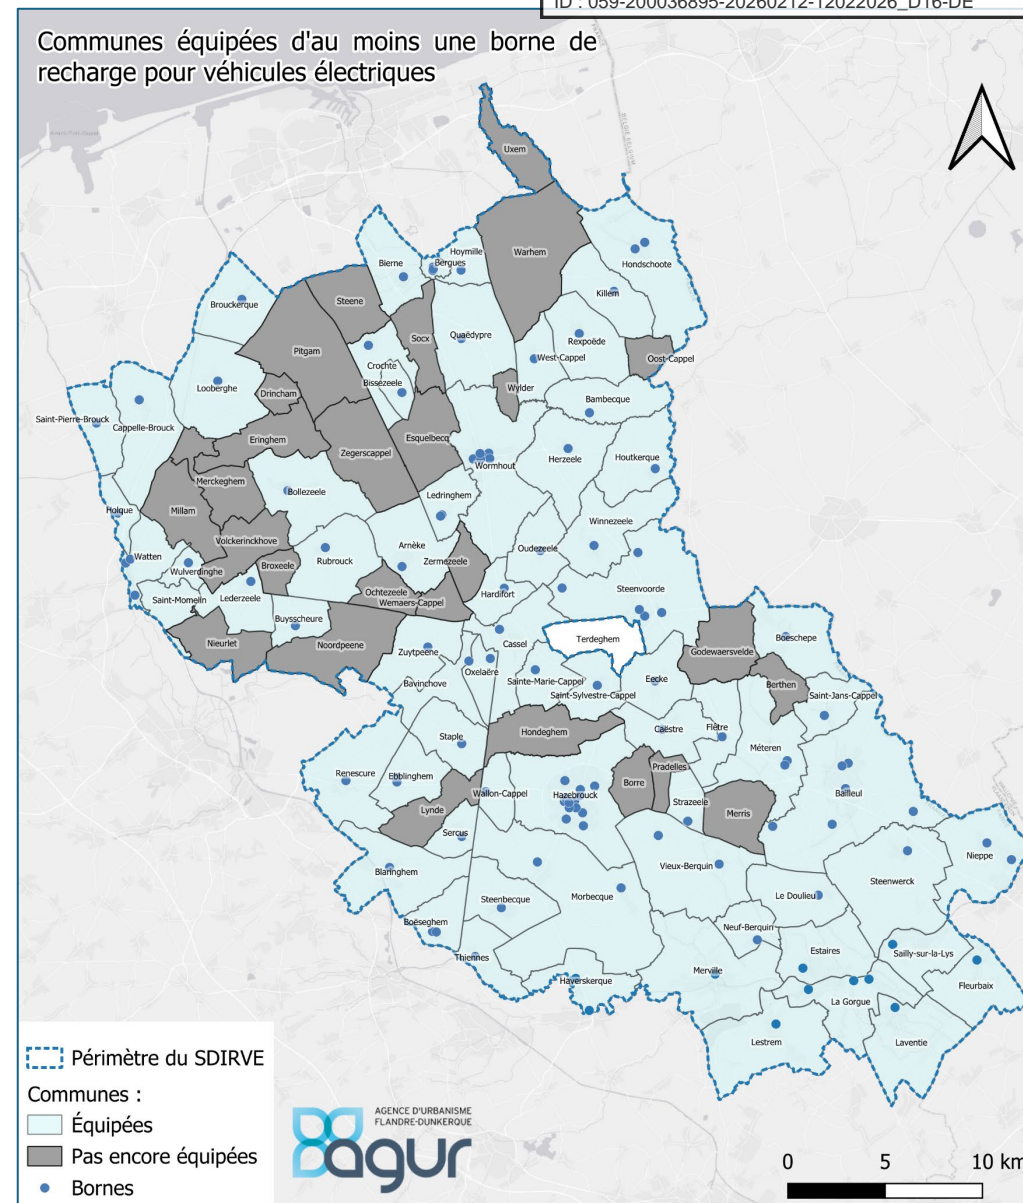 ID : 059-200036895-20260212-12022026_D16-DE
Communes équipées d'au moins une borne de
recharge pour véhicules électriques
Uxem
Warhem
Hoymille
Bergues
Bierne
Hondschoote
Killem
Brouckerque
Steene
Socx
Quaëdypre
Rexpoëde
West-Cappel
Oost-Cappel
Pitgam
Crochte
Bissezeele
Looberghe
Drincham
Wylder
Bambecque
Saint-Pierre-Brouck
Cappelle-Brouck
Eringhem
Zegerscappel
Esquelbecq
Wormhout
Herzeele
Houtkerque
Merckeghem
Bollezeele
Ledringhem
Millam
Holque
Winnezeele
Volckerinckhove
Arnèke
Oudezeele
Watten
Wulverdinghe
Broxeele
Rubrouck
Zermezeele
Ochtezeele
Wemaers-Cappel
Hardifort
Steenvoorde
Saint-Momelin
Lederzeele
Buysscheure
Nieurlet
Noordpeene
Zuytpeene
Cassel
Terdeghem
Godewaersvelde
Boeschepe
Oxelaëre
Bavinchove
Sainte-Marie-Cappel
Saint-Sylvestre-Cappel
Eecke
Berthen
Saint-Jans-Cappel
Staple
Hondeghem
Caëstre
Flêtre
Méteren
Renescure
Ebblinghem
Wallon-Cappel
Hazebrouck
Borre
Pradelles
Strazeele
Merris
Bailleul
Lynde
Sercus
Nieppe
Blaringhem
Vieux-Berquin
Steenwerck
Steenbecque
Morbecque
Le Doulieu
Boëseghem
Neuf-Berquin
Thiennes
Estaires
Sailly-sur-la-Lys
Haverskerque
Merville
La Gorgue
Fleurbaix
Lestrem
Laventie
Périmètre du SDIRVE
Communes :
Équipées
Pas encore équipées
Bornes
AGENCE D'URBANISME
FLANDRE-DUNKERQUE
agur
0 5 10 km